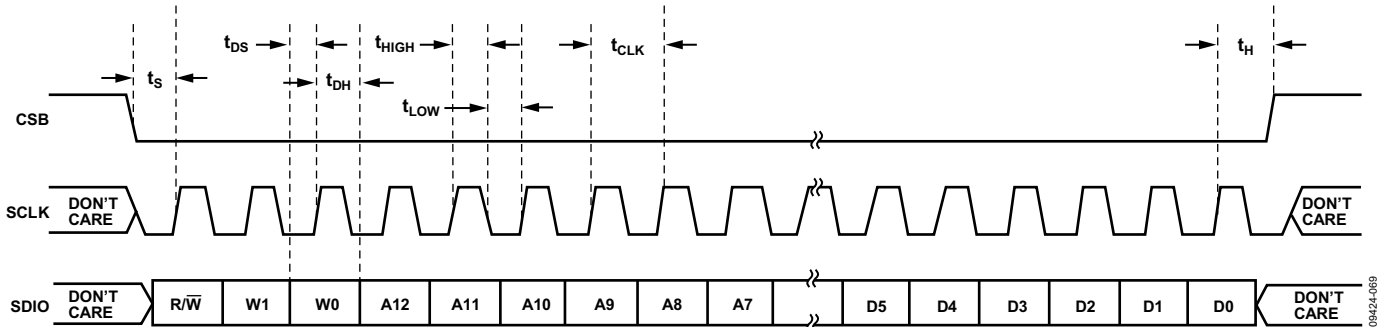 tDS
tHIGH
tCLK
tH
tS
tDH
tLOW
CSB
SCLK
DON'T
CARE
DON'T
CARE
SDIO
DON'T
CARE
R/W̅
W1
W0
A12
A11
A10
A9
A8
A7
D5
D4
D3
D2
D1
D0
DON'T
CARE
09424-069